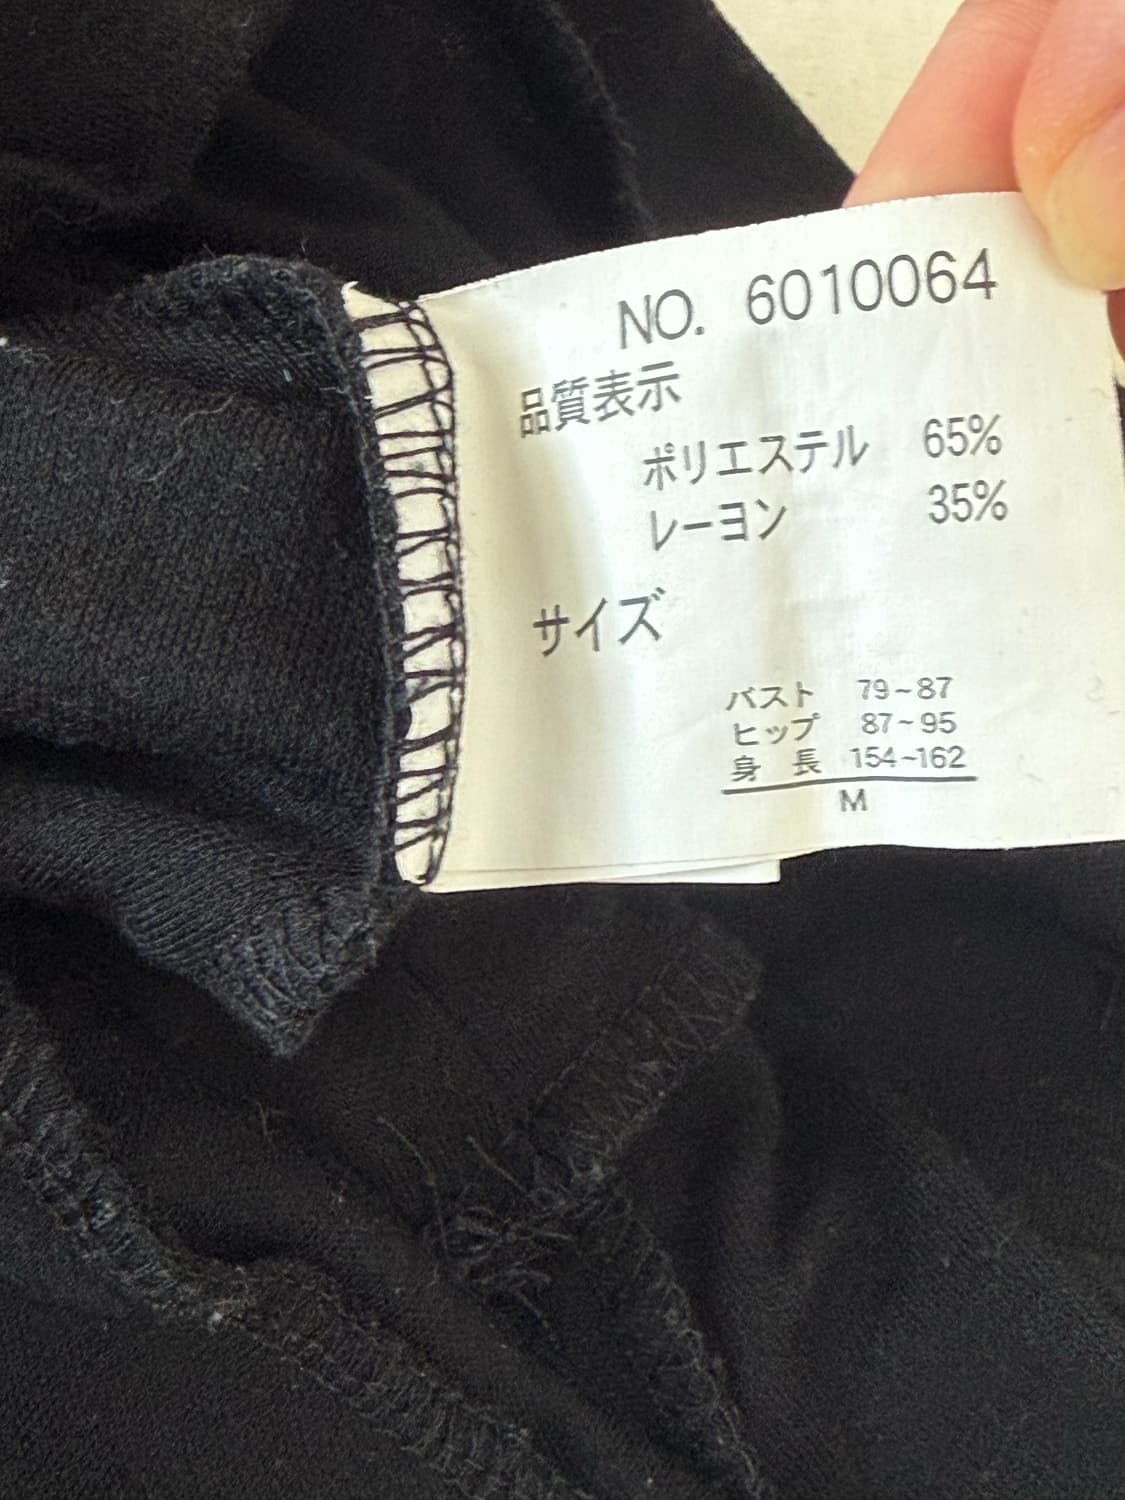 NO. 6010064
品質表示
ポリエステル 65%
レーヨン 35%
サイズ
バスト 79~87
ヒップ 87~95
身 長 154~162
M